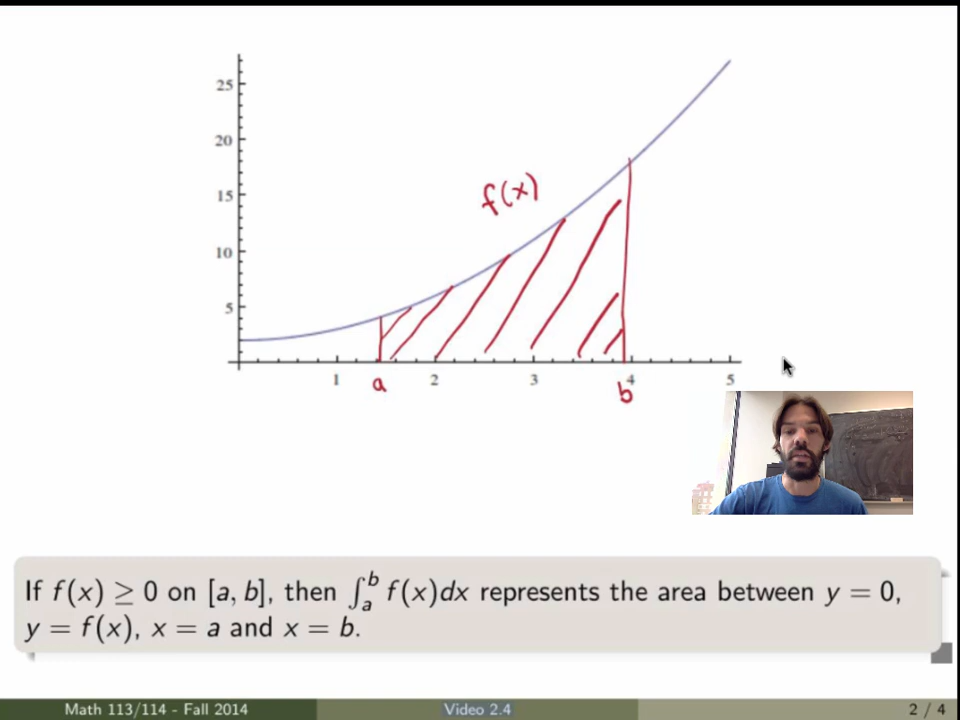 25
20
15
10
5
f(x)
1 2 3 4 5
a b
If f(x) ≥ 0 on [a, b], then ∫_a^b f(x)dx represents the area between y = 0,
y = f(x), x = a and x = b.
Math 113/114 - Fall 2014 Video 2.4 2 / 4